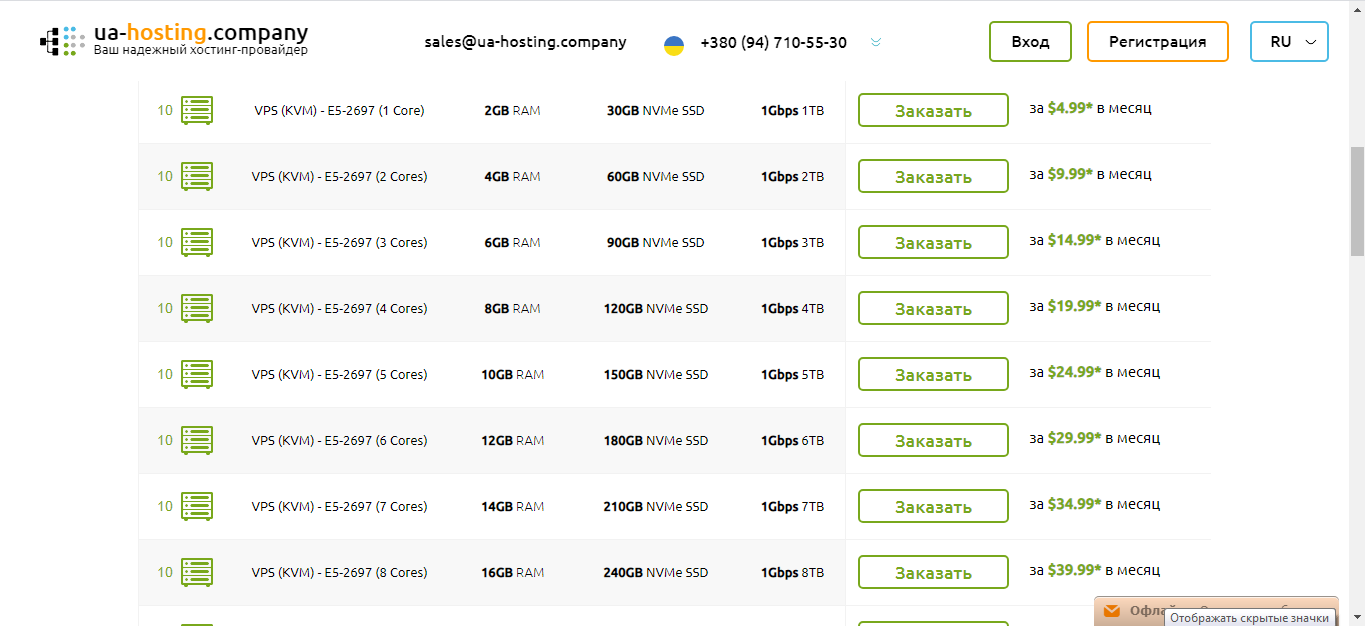 ua-hosting.company
Ваш надежный хостинг-провайдер
sales@ua-hosting.company
+380 (94) 710-55-30
Вход
Регистрация
RU
10 VPS (KVM) - E5-2697 (1 Core) 2GB RAM 30GB NVMe SSD 1Gbps 1TB Заказать за $4.99* в месяц
10 VPS (KVM) - E5-2697 (2 Cores) 4GB RAM 60GB NVMe SSD 1Gbps 2TB Заказать за $9.99* в месяц
10 VPS (KVM) - E5-2697 (3 Cores) 6GB RAM 90GB NVMe SSD 1Gbps 3TB Заказать за $14.99* в месяц
10 VPS (KVM) - E5-2697 (4 Cores) 8GB RAM 120GB NVMe SSD 1Gbps 4TB Заказать за $19.99* в месяц
10 VPS (KVM) - E5-2697 (5 Cores) 10GB RAM 150GB NVMe SSD 1Gbps 5TB Заказать за $24.99* в месяц
10 VPS (KVM) - E5-2697 (6 Cores) 12GB RAM 180GB NVMe SSD 1Gbps 6TB Заказать за $29.99* в месяц
10 VPS (KVM) - E5-2697 (7 Cores) 14GB RAM 210GB NVMe SSD 1Gbps 7TB Заказать за $34.99* в месяц
10 VPS (KVM) - E5-2697 (8 Cores) 16GB RAM 240GB NVMe SSD 1Gbps 8TB Заказать за $39.99* в месяц
Отображать скрытые значки